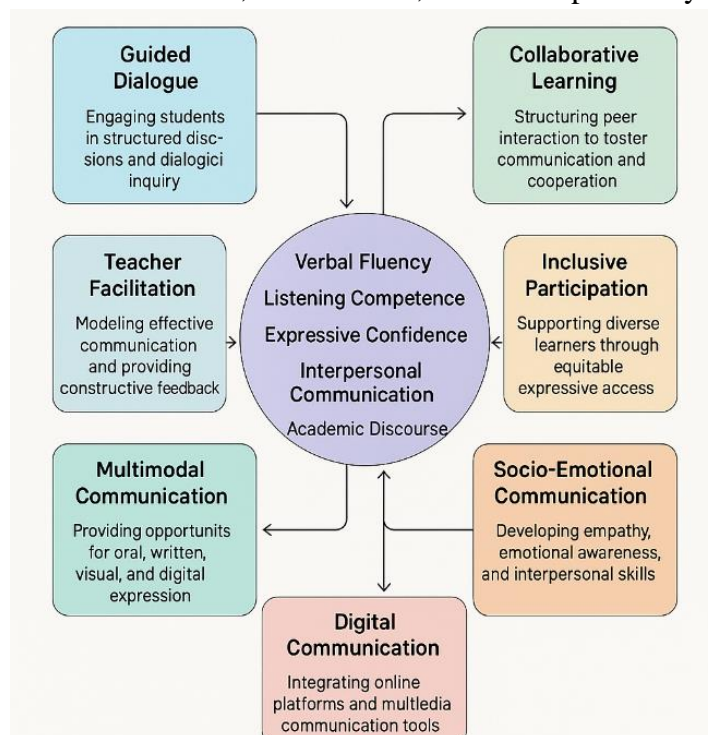 Guided
Dialogue
Engaging students
in structured disc-
sions and dialogici
inquiry
Collaborative
Learning
Structuring peer
interaction to toster
communication and
cooperation
Teacher
Facilitation
Modeling effective
communication
and providing
constructive feedback
Verbal Fluency
Listening Competence
Expressive Confidence
Interpersonal
Communication
Academic Discourse
Inclusive
Participation
Supporting diverse
learners through
equitable
expressive access
Multimodal
Communication
Providing opportunits
for oral, written,
visual, and digital
expression
Socio-Emotional
Communication
Developing empathy,
emotional awareness,
and interpersonal skills
Digital
Communication
Integrating online
platforms and multledia
communication tools